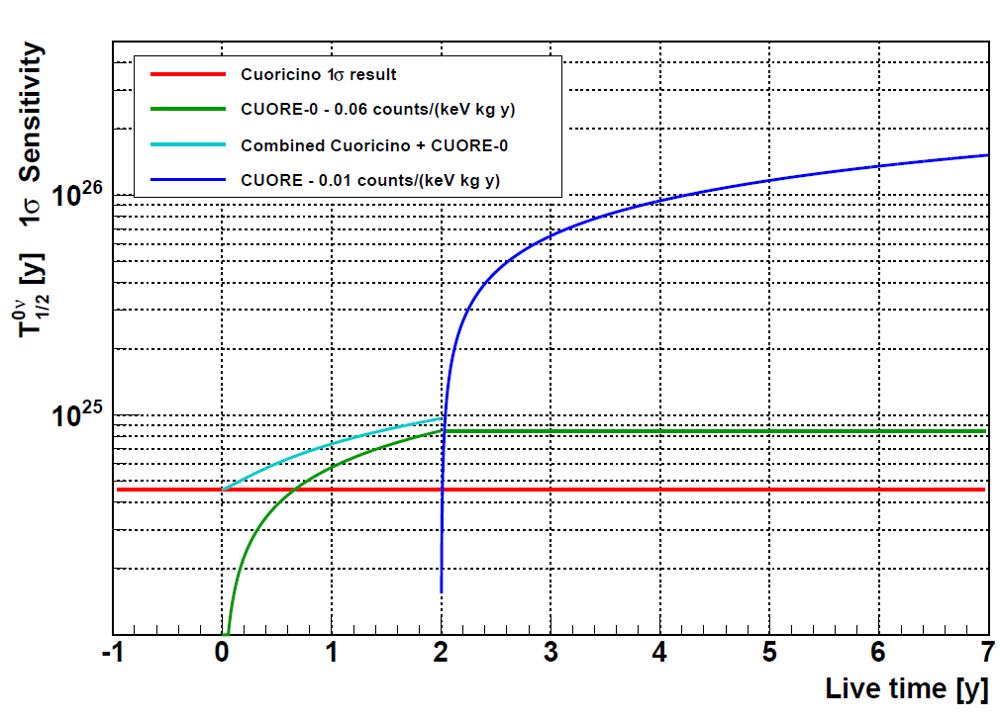 Cuoricino 1σ result
CUORE-0 - 0.06 counts/(keV kg y)
Combined Cuoricino + CUORE-0
CUORE - 0.01 counts/(keV kg y)
T^{0ν}_{1/2} [y] 1σ Sensitivity
10^{26}
10^{25}
-1 0 1 2 3 4 5 6 7
Live time [y]